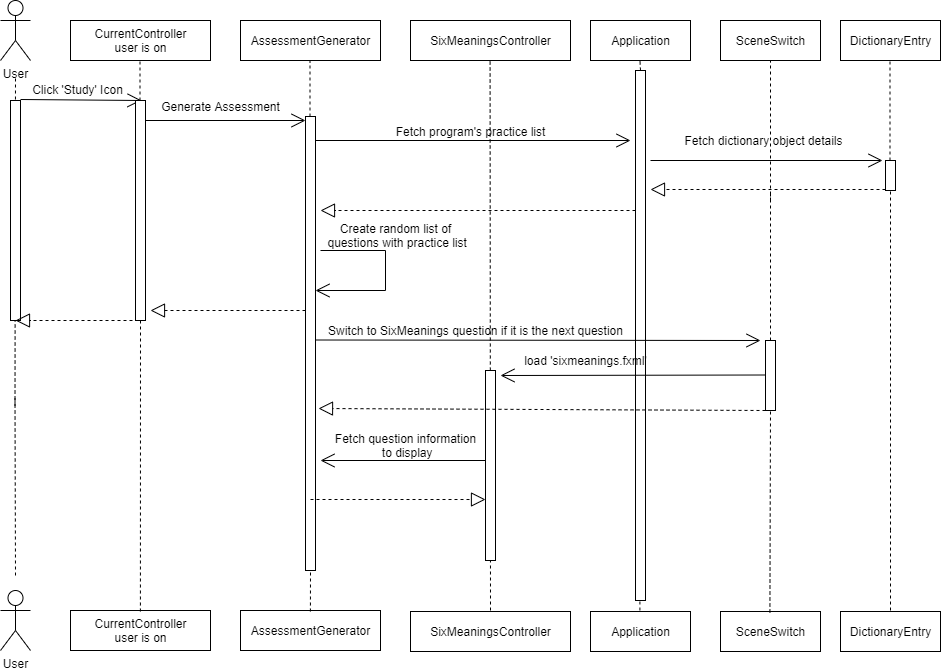 CurrentController
user is on
AssessmentGenerator
SixMeaningsController
Application
SceneSwitch
DictionaryEntry
User
Click 'Study' Icon
Generate Assessment
Fetch program's practice list
Fetch dictionary object details
Create random list of
questions with practice list
Switch to SixMeanings question if it is the next question
load 'sixmeanings.fxml'
Fetch question information
to display
CurrentController
user is on
AssessmentGenerator
SixMeaningsController
Application
SceneSwitch
DictionaryEntry
User